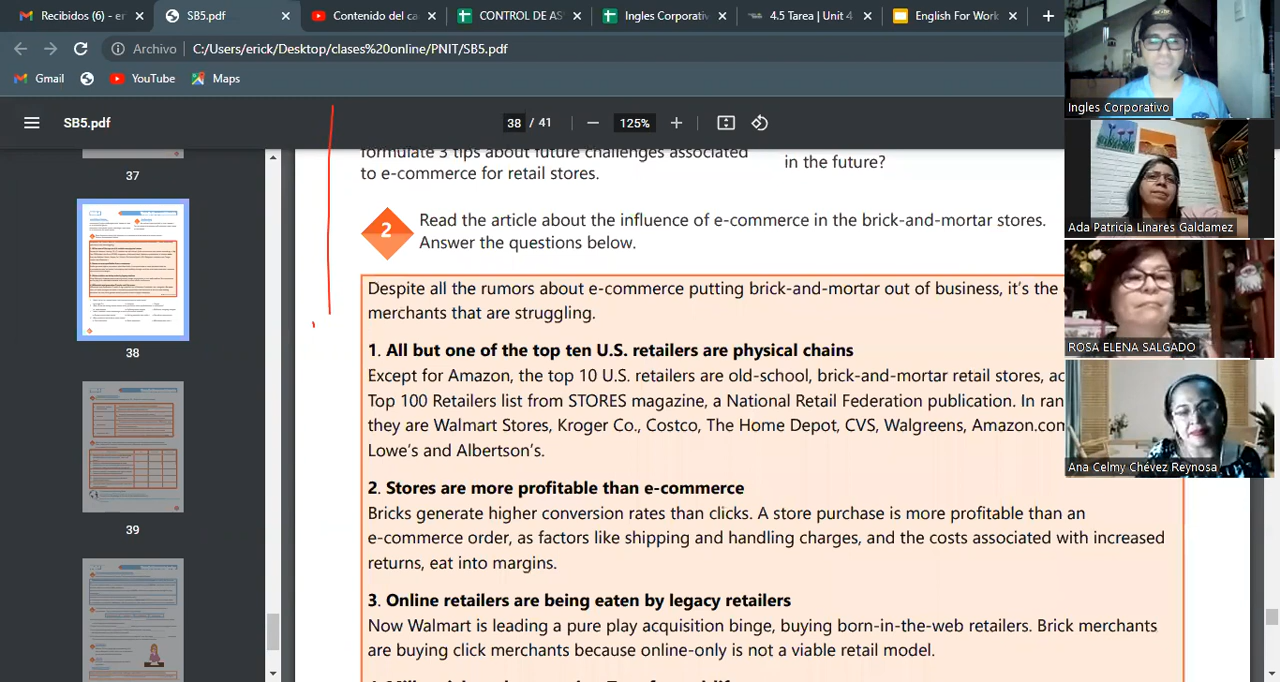 Recibidos (6) - er
SB5.pdf
Contenido del ca
CONTROL DE AS
Ingles Corporativ
4.5 Tarea | Unit 4
English For Work
Archivo
C:/Users/erick/Desktop/clases%20online/PNIT/SB5.pdf
Gmail
YouTube
Maps
SB5.pdf
38 / 41
125%
37
38
39
formulate 3 tips about future challenges associated
to e-commerce for retail stores.
in the future?
2
Read the article about the influence of e-commerce in the brick-and-mortar stores.
Answer the questions below.
Despite all the rumors about e-commerce putting brick-and-mortar out of business, it's the
merchants that are struggling.
1. All but one of the top ten U.S. retailers are physical chains
Except for Amazon, the top 10 U.S. retailers are old-school, brick-and-mortar retail stores, ac
Top 100 Retailers list from STORES magazine, a National Retail Federation publication. In ran
they are Walmart Stores, Kroger Co., Costco, The Home Depot, CVS, Walgreens, Amazon.com
Lowe's and Albertson's.
2. Stores are more profitable than e-commerce
Bricks generate higher conversion rates than clicks. A store purchase is more profitable than an
e-commerce order, as factors like shipping and handling charges, and the costs associated with increased
returns, eat into margins.
3. Online retailers are being eaten by legacy retailers
Now Walmart is leading a pure play acquisition binge, buying born-in-the-web retailers. Brick merchants
are buying click merchants because online-only is not a viable retail model.
Ingles Corporativo
Ada Patricia Linares Galdamez
ROSA ELENA SALGADO
Ana Celmy Chévez Reynosa